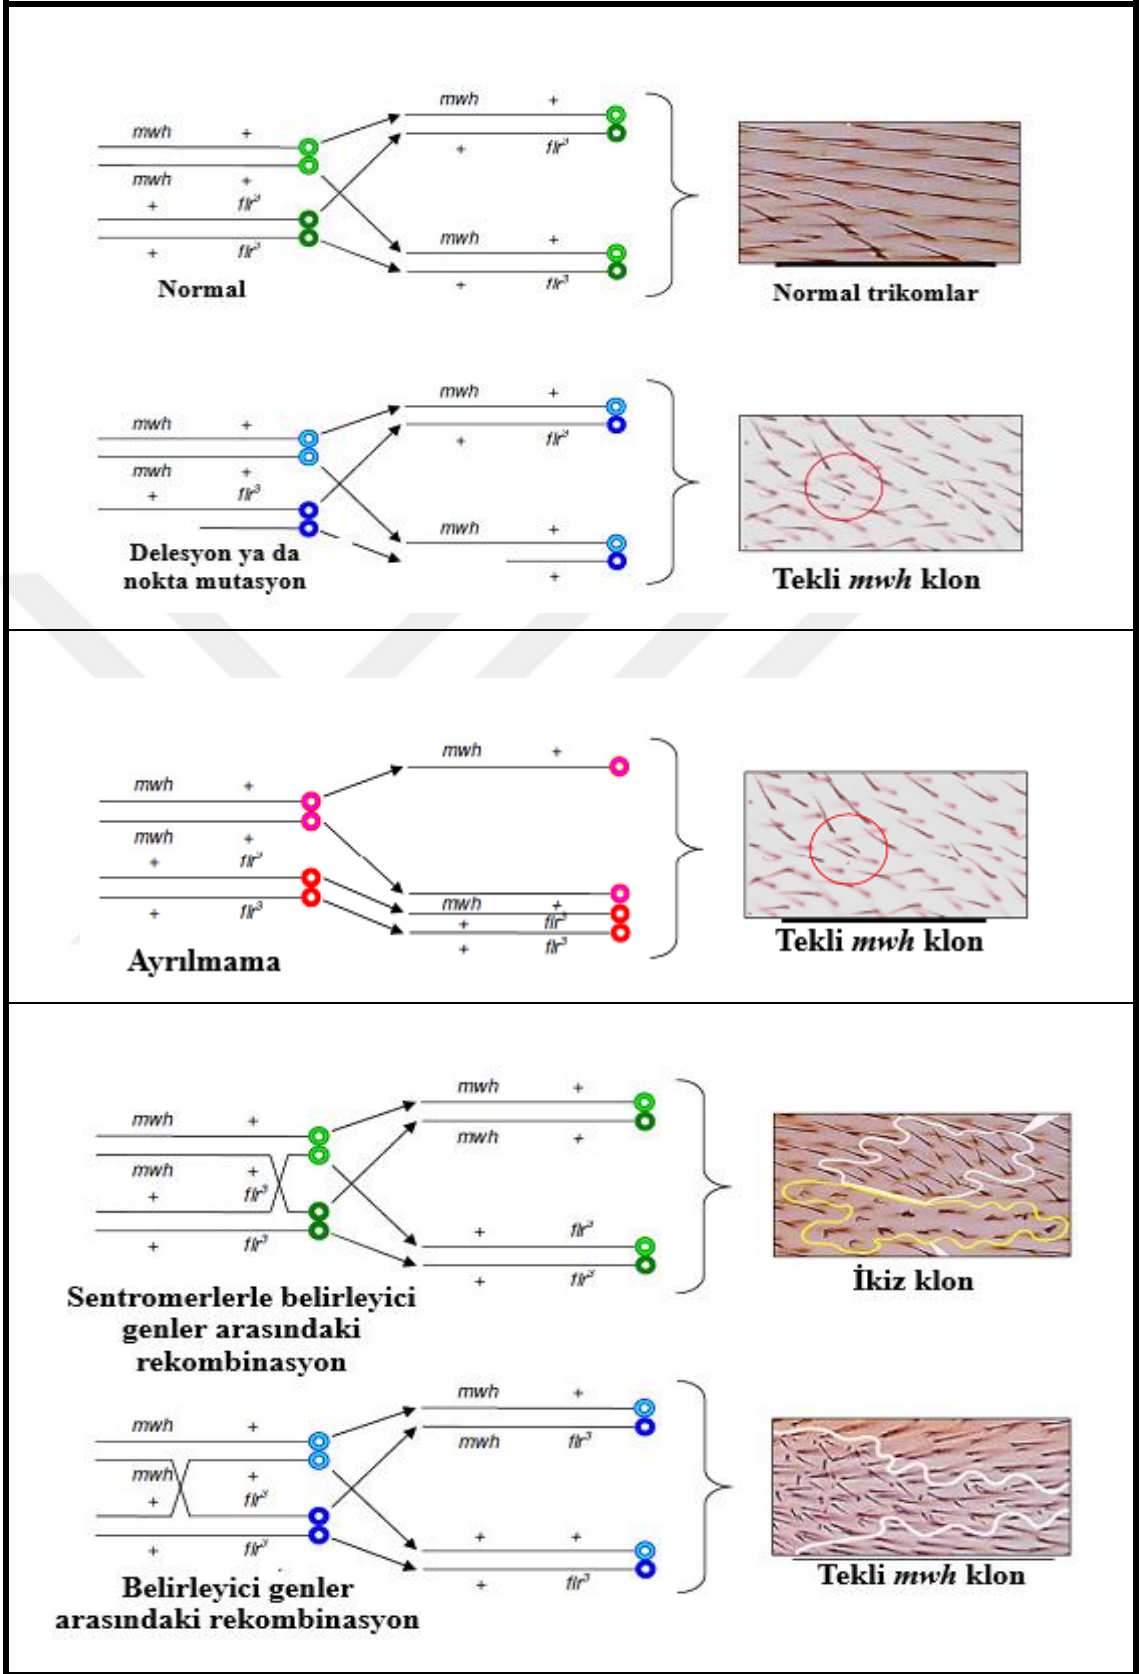 mwh +
mwh +
+ flr³
+ flr³
Normal
mwh +
+ flr³
mwh +
+ flr³
Normal trikomlar
mwh +
mwh +
+ flr³
Delesyon ya da
nokta mutasyon
mwh +
+ flr³
mwh +
+
Tekli mwh klon
mwh +
mwh +
+ flr³
+ flr³
Ayrılmama
mwh +
mwh +
+ flr³
+ flr³
Tekli mwh klon
mwh +
mwh +
+ flr³
+ flr³
Sentromerlerle belirleyici
genler arasındaki
rekombinasyon
mwh +
mwh +
+ flr³
+ flr³
İkiz klon
mwh +
mwh +
+ flr³
+ flr³
Belirleyici genler
arasındaki rekombinasyon
mwh +
mwh flr³
+ +
+ flr³
Tekli mwh klon